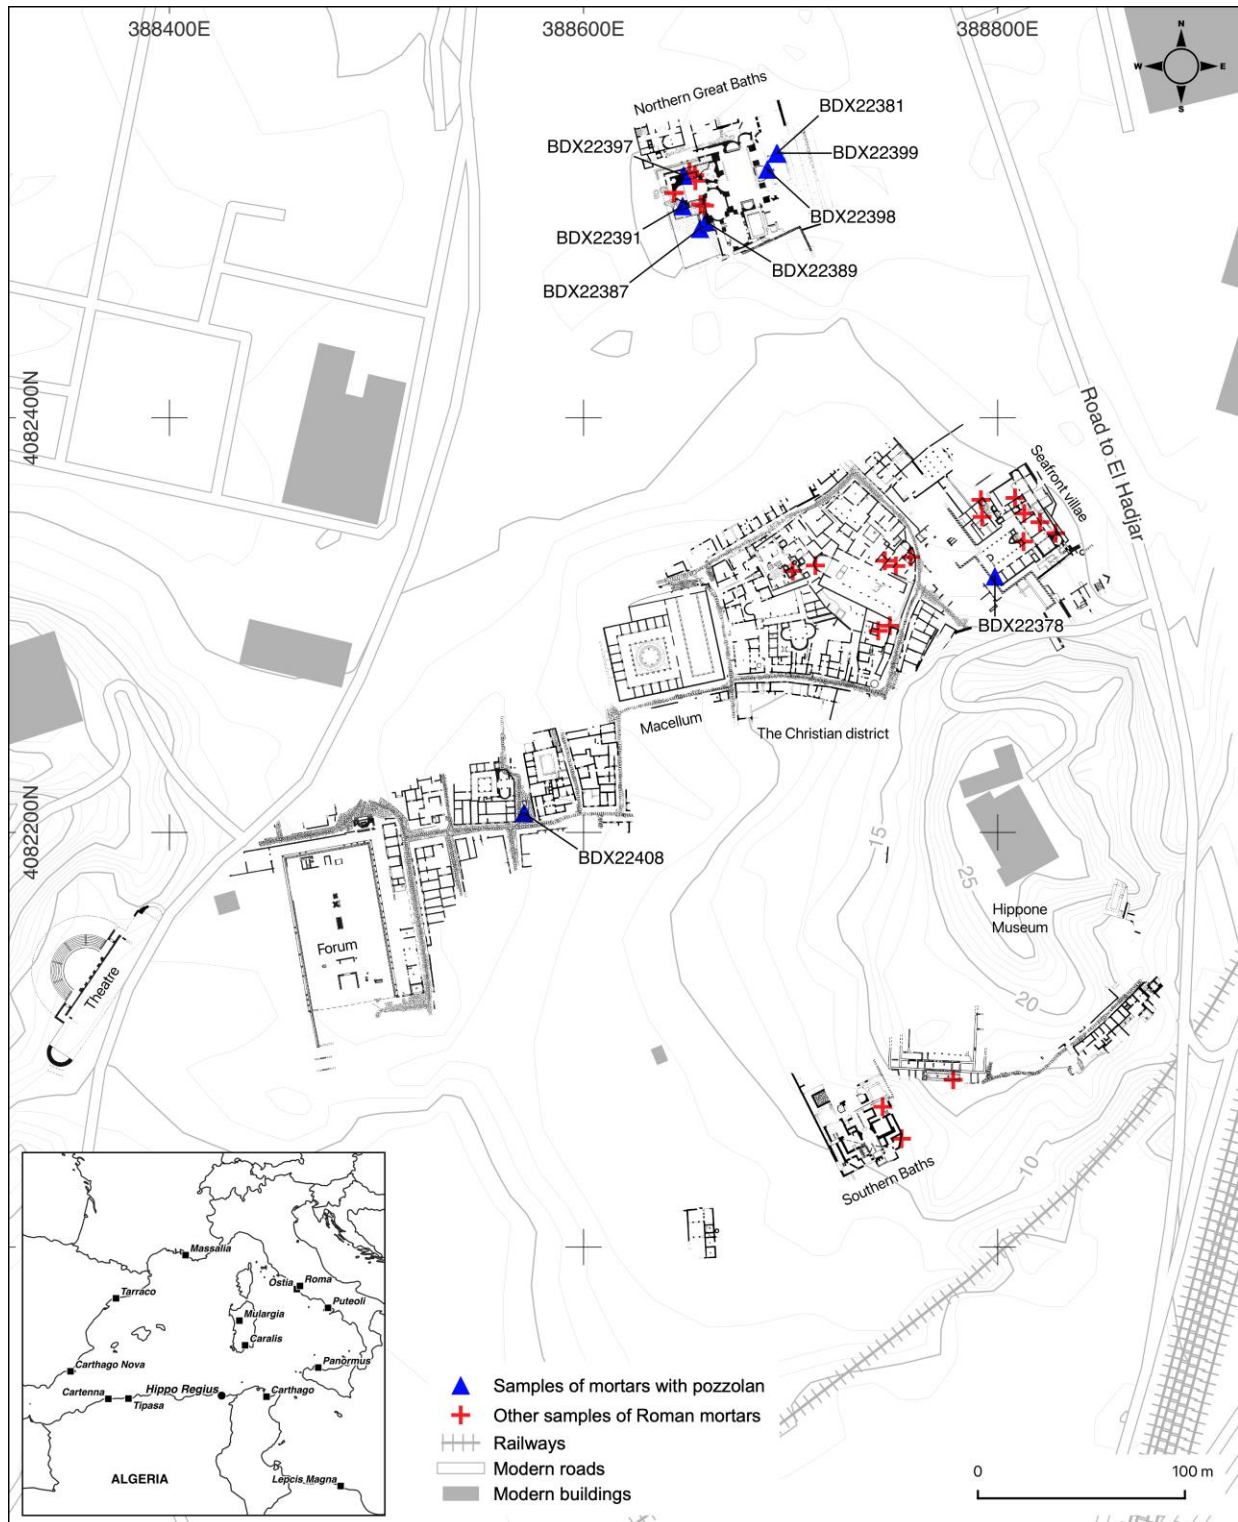 388400E
388600E
388800E
N
W
E
S
Northern Great Baths
BDX22381
BDX22397
BDX22399
BDX22398
BDX22391
BDX22389
BDX22387
4082400N
Road to El Hadjar
Seafront villae
BDX22378
Macellum
The Christian district
15
4082200N
BDX22408
25
Hippone
Museum
Forum
Theatre
20
10
Southern Baths
Massalia
Ostia
Roma
Tarraco
Puteoli
Mulargia
Caralis
Carthago Nova
Panormus
Cartenna
Hippo Regius
Carthago
Tipasa
ALGERIA
Lepcis Magna
Samples of mortars with pozzolan
Other samples of Roman mortars
Railways
Modern roads
Modern buildings
0
100 m